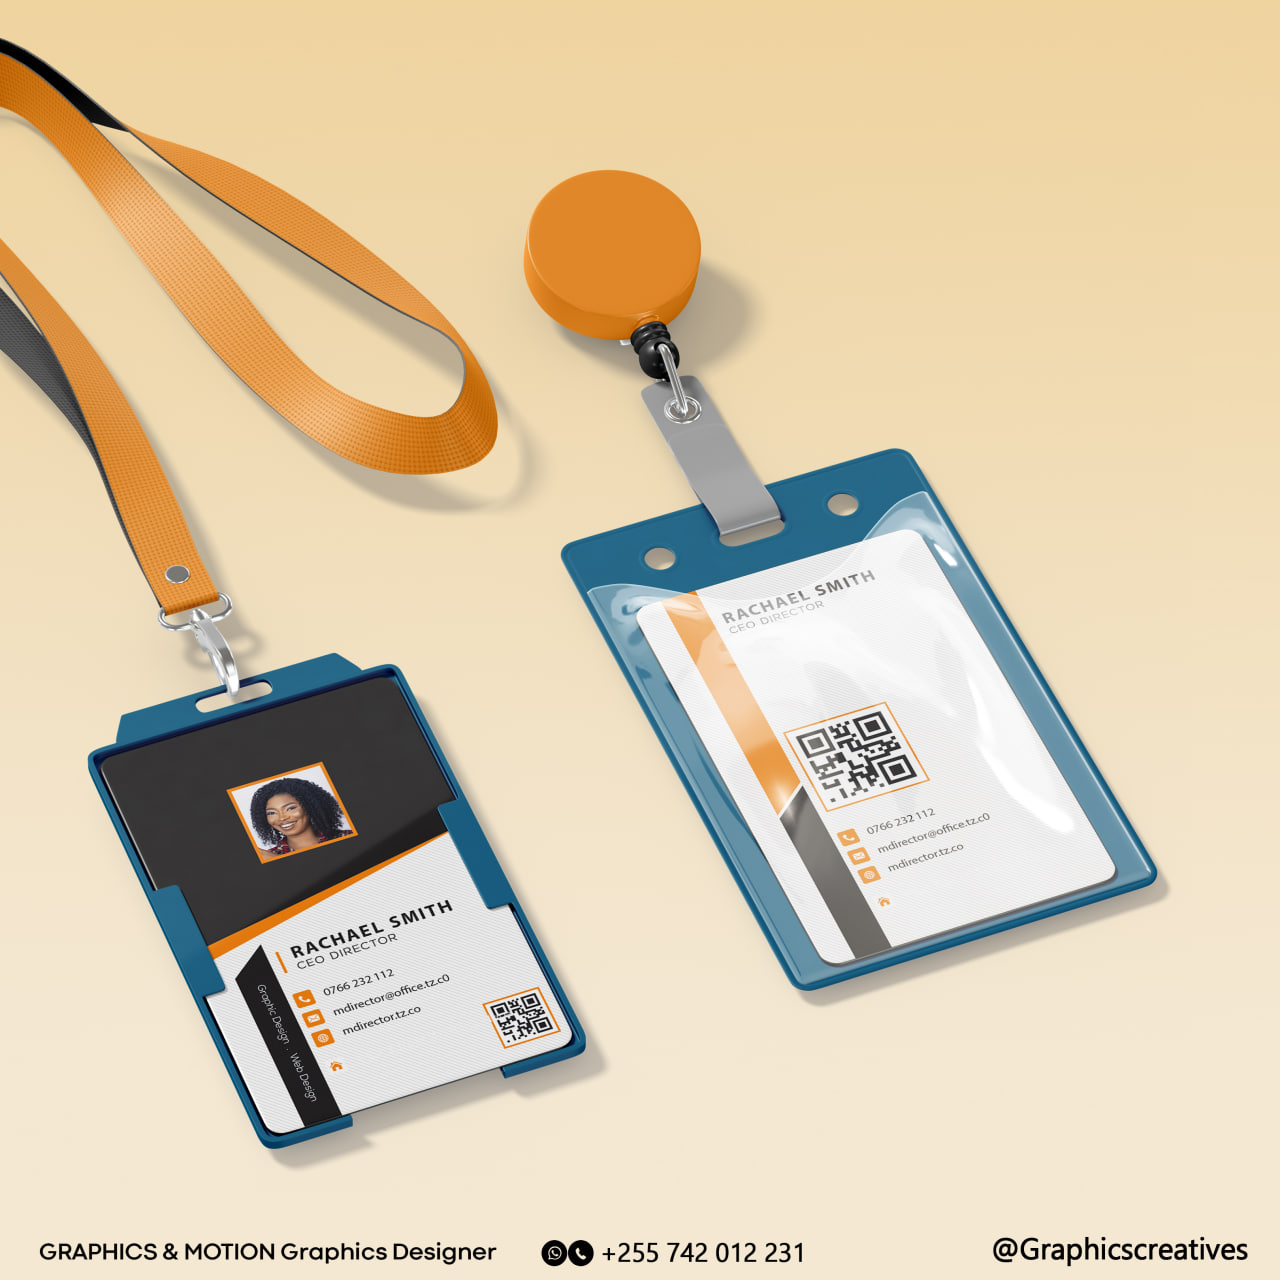 RACHAEL SMITH
CEO DIRECTOR
0766 232 112
mdirector@office.tz.c0
mdirector.tz.co
RACHAEL SMITH
CEO DIRECTOR
0766 232 112
mdirector@office.tz.c0
mdirector.tz.co
Graphic Design . Web Design
GRAPHICS & MOTION Graphics Designer
+255 742 012 231
@Graphicscreatives